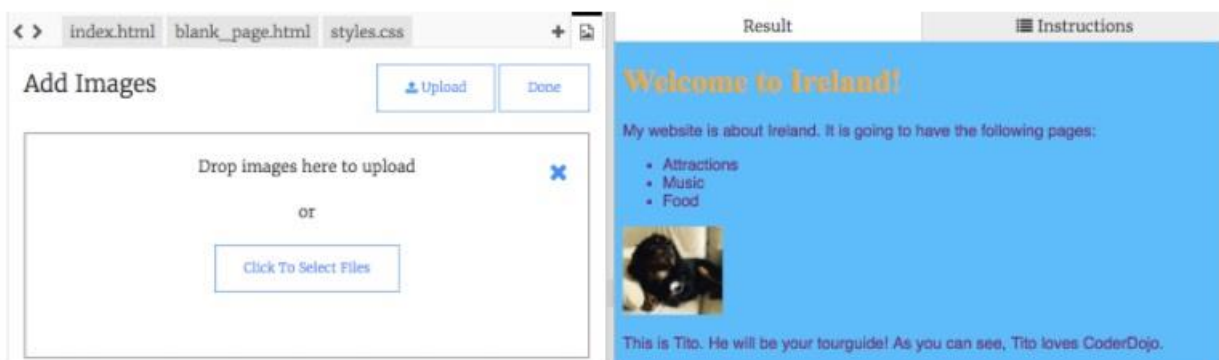 index.html blank_page.html styles.css
Add Images
Upload Done
Drop images here to upload
or
Click To Select Files
Result Instructions
Welcome to Ireland!
My website is about Ireland. It is going to have the following pages:
Attractions
Music
Food
This is Tito. He will be your tourguide! As you can see, Tito loves CoderDojo.